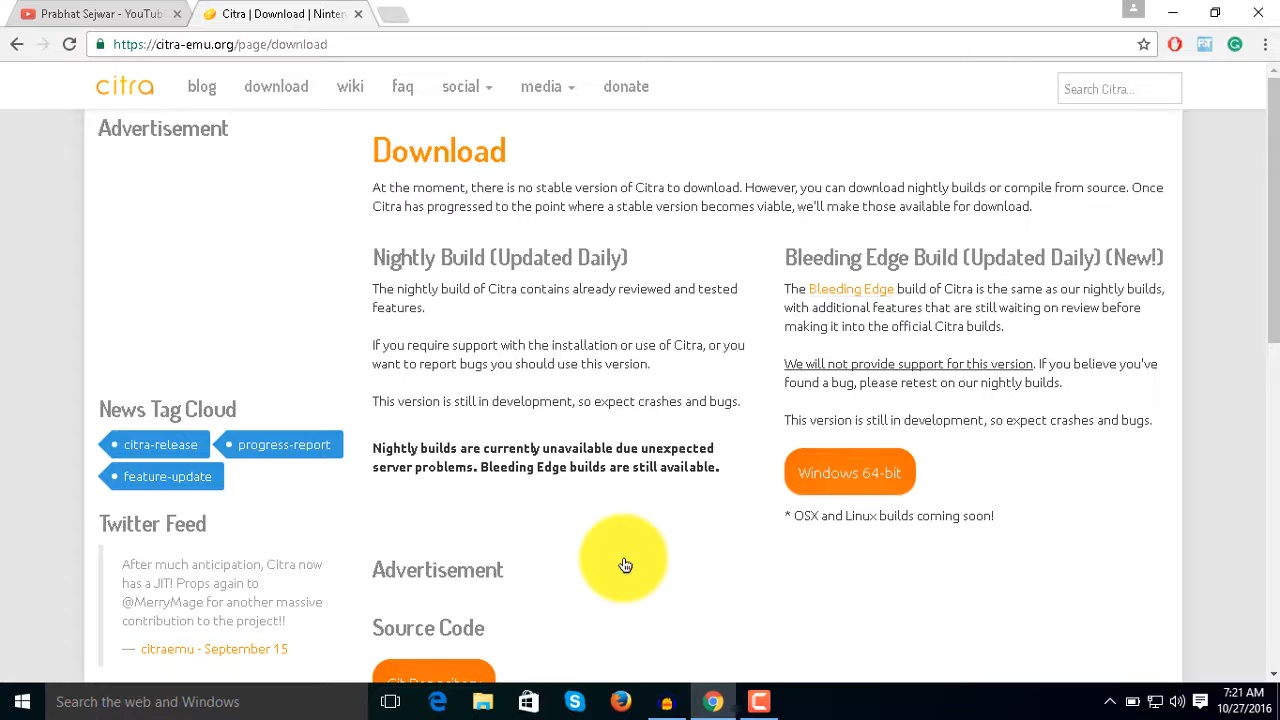 Prabhat Sejwar - YouTub
Citra | Download | Ninten
https://citra-emu.org/page/download
citra
blog
download
wiki
faq
social
media
donate
Search Citra...
Advertisement
Download
At the moment, there is no stable version of Citra to download. However, you can download nightly builds or compile from source. Once
Citra has progressed to the point where a stable version becomes viable, we'll make those available for download.
Nightly Build (Updated Daily)
The nightly build of Citra contains already reviewed and tested
features.
If you require support with the installation or use of Citra, or you
want to report bugs you should use this version.
This version is still in development, so expect crashes and bugs.
Nightly builds are currently unavailable due unexpected
server problems. Bleeding Edge builds are still available.
Bleeding Edge Build (Updated Daily) (New!)
The Bleeding Edge build of Citra is the same as our nightly builds,
with additional features that are still waiting on review before
making it into the official Citra builds.
We will not provide support for this version. If you believe you've
found a bug, please retest on our nightly builds.
This version is still in development, so expect crashes and bugs.
Windows 64-bit
* OSX and Linux builds coming soon!
News Tag Cloud
citra-release
progress-report
feature-update
Twitter Feed
After much anticipation, Citra now
has a JIT! Props again to
@MerryMage for another massive
contribution to the project!!
— citraemu - September 15
Advertisement
Source Code
Git Repository
Search the web and Windows
7:21 AM
10/27/2016